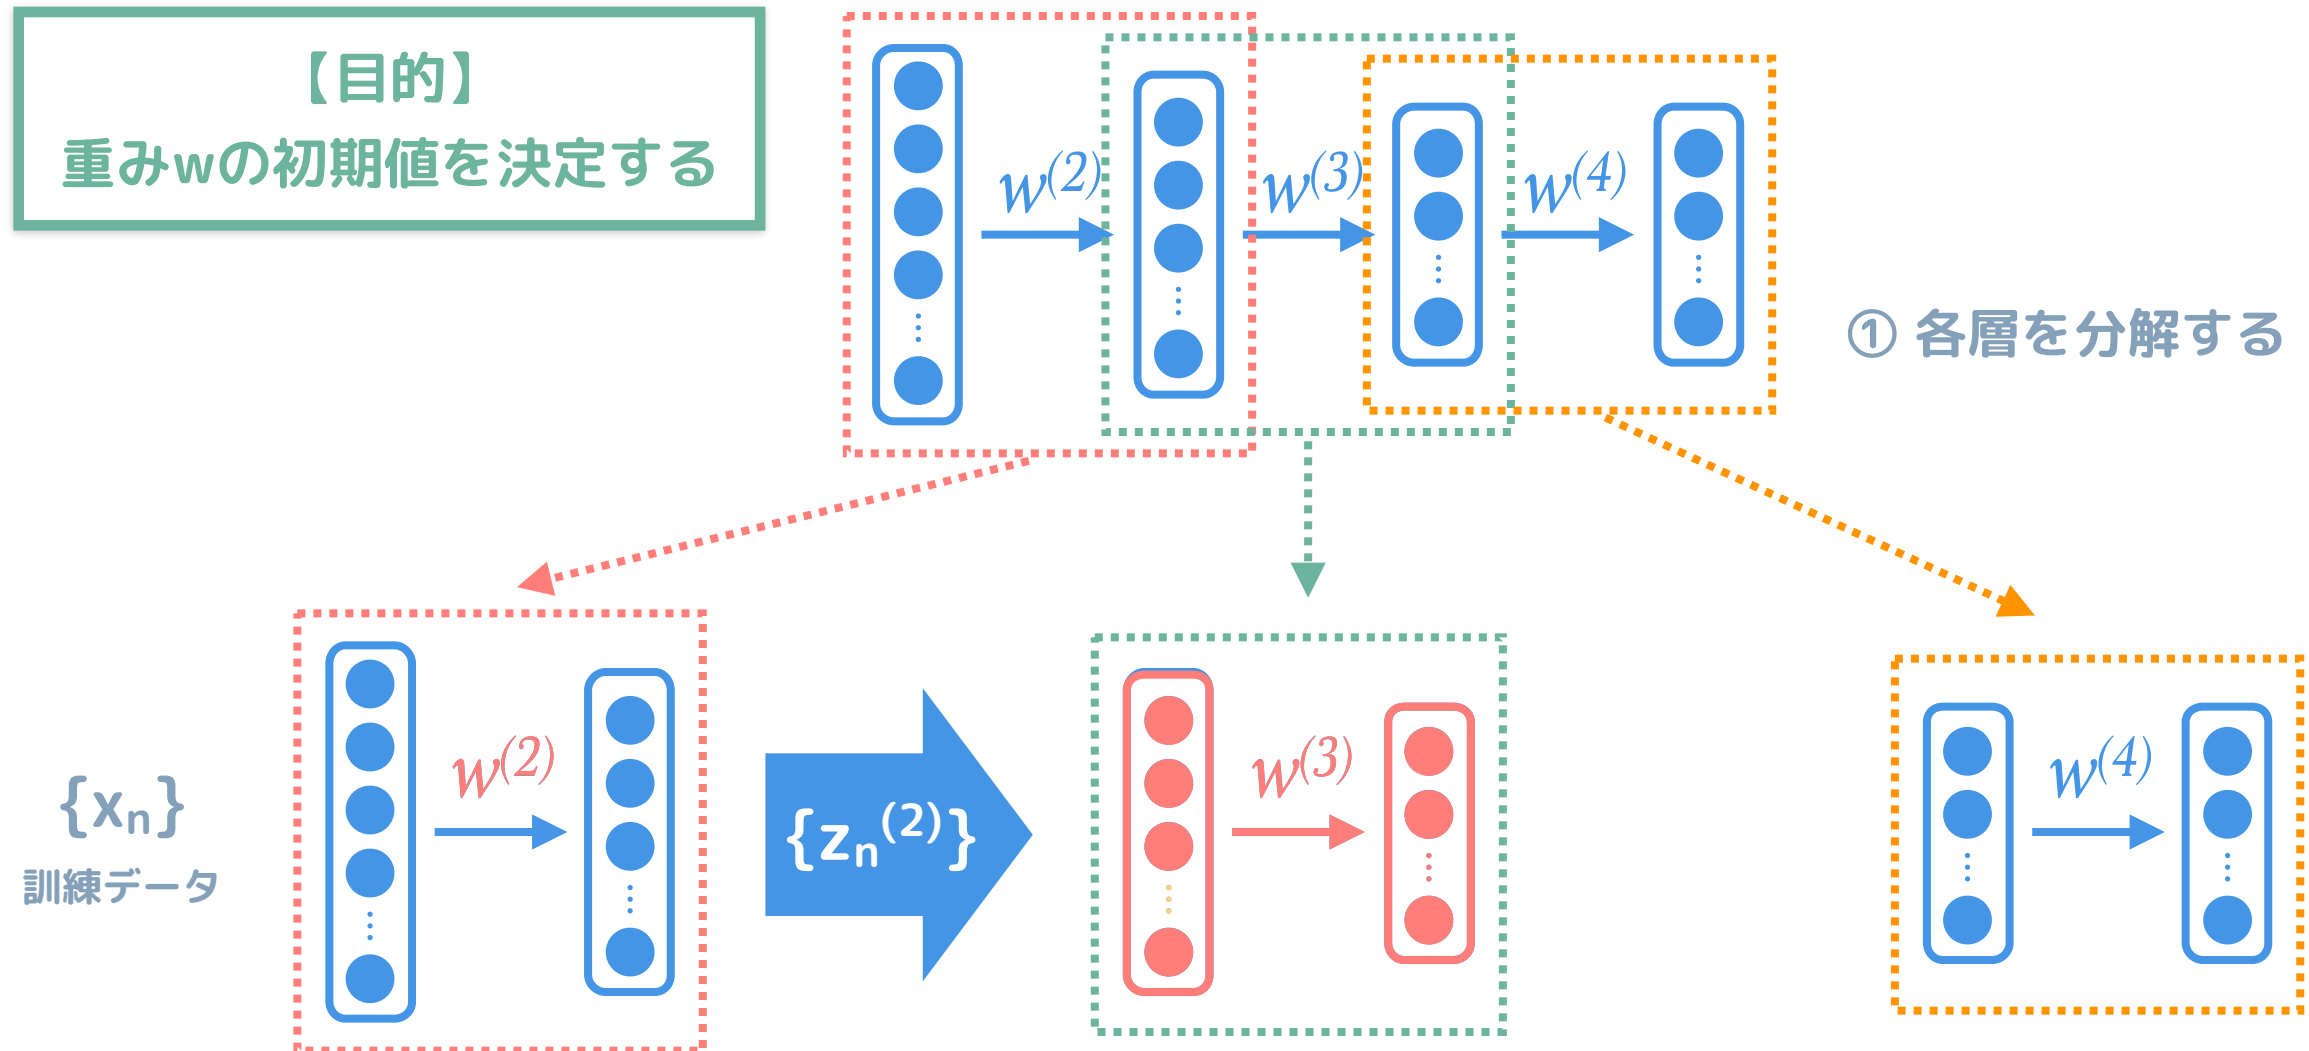 【目的】
重みwの初期値を決定する
w(2)
w(3)
w(4)
① 各層を分解する
{xn}
訓練データ
w(2)
{zn(2)}
w(3)
w(4)